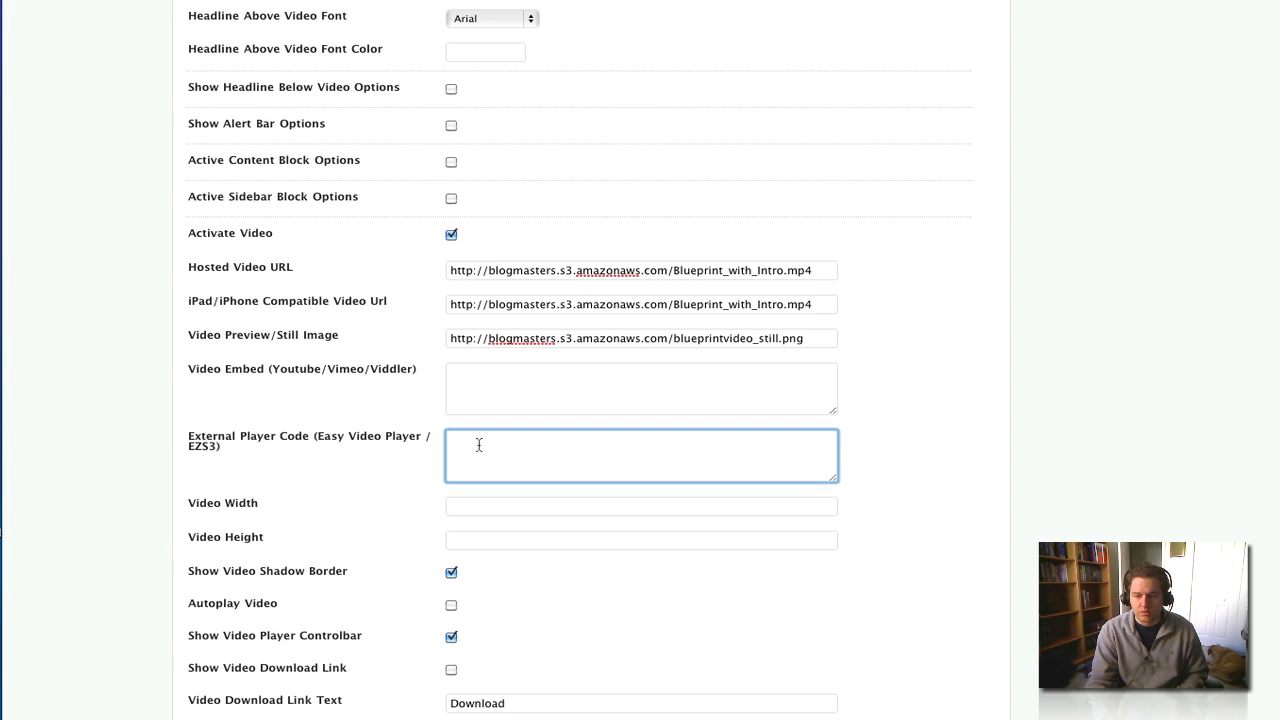 Headline Above Video Font
Arial
Headline Above Video Font Color
Show Headline Below Video Options
Show Alert Bar Options
Active Content Block Options
Active Sidebar Block Options
Activate Video
Hosted Video URL
http://blogmasters.s3.amazonaws.com/Blueprint_with_Intro.mp4
iPad/iPhone Compatible Video Url
http://blogmasters.s3.amazonaws.com/Blueprint_with_Intro.mp4
Video Preview/Still Image
http://blogmasters.s3.amazonaws.com/blueprintvideo_still.png
Video Embed (Youtube/Vimeo/Viddler)
External Player Code (Easy Video Player /
EZS3)
Video Width
Video Height
Show Video Shadow Border
Autoplay Video
Show Video Player Controlbar
Show Video Download Link
Video Download Link Text
Download